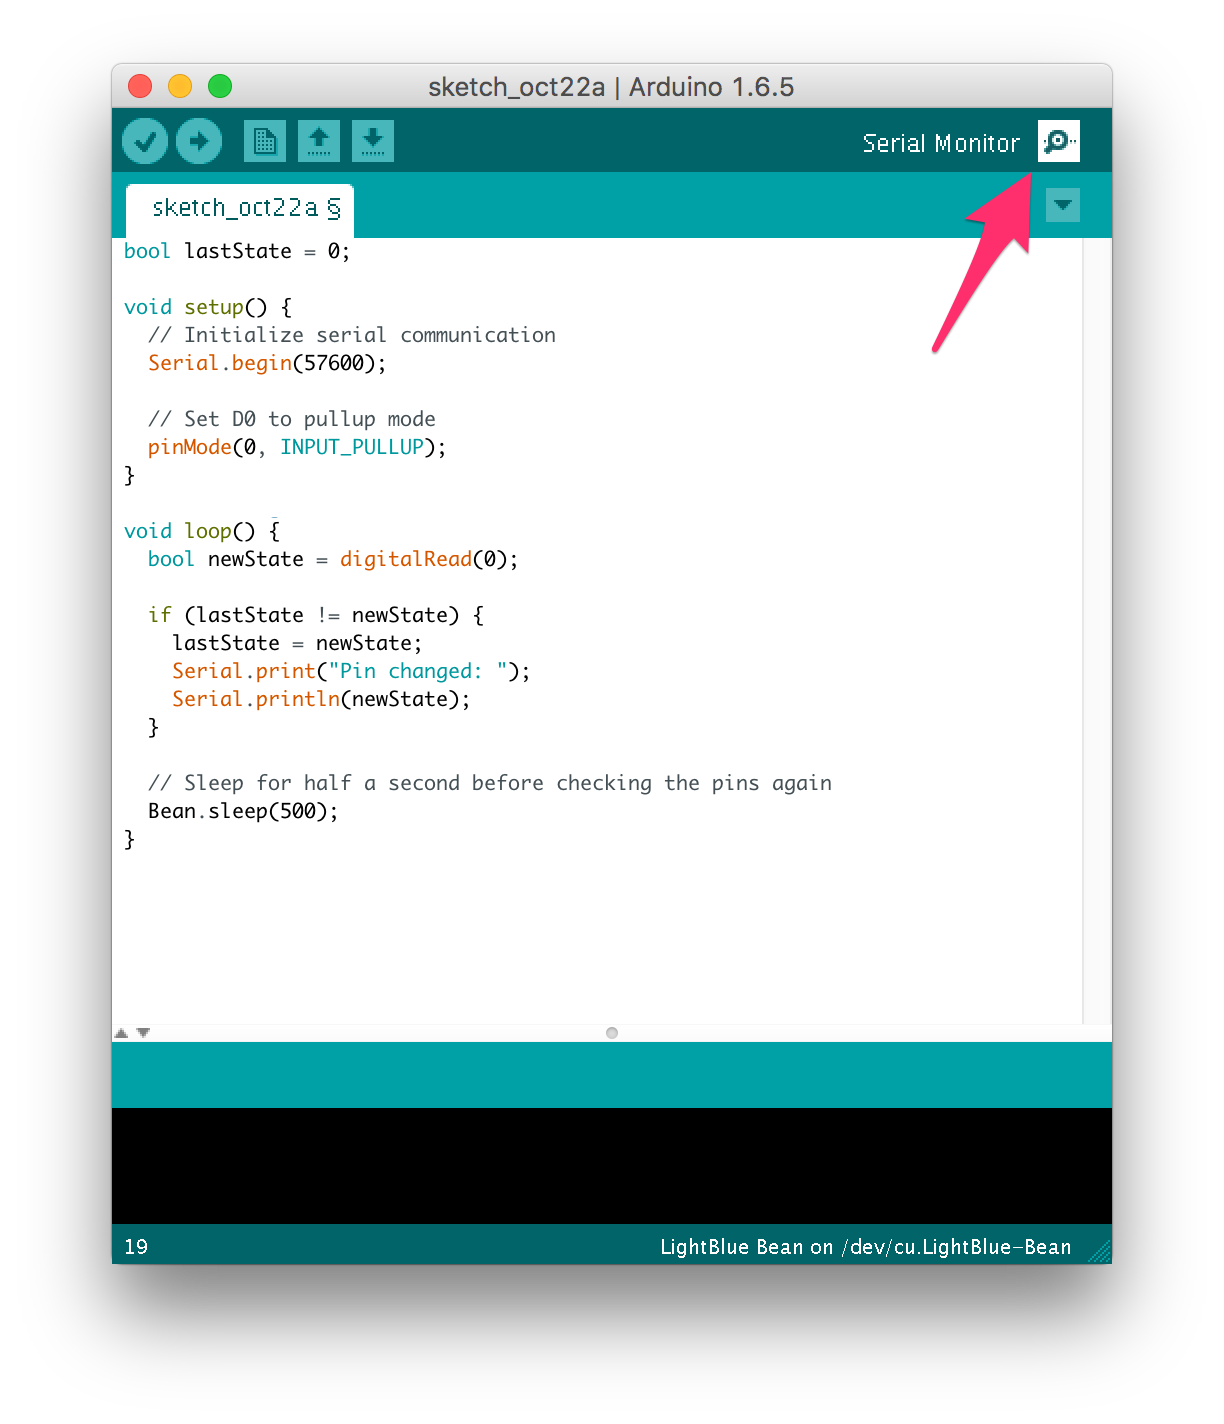 sketch_oct22a | Arduino 1.6.5
Serial Monitor
sketch_oct22a §
bool lastState = 0;
void setup() {
// Initialize serial communication
Serial.begin(57600);
// Set D0 to pullup mode
pinMode(0, INPUT_PULLUP);
}
void loop() {
bool newState = digitalRead(0);
if (lastState != newState) {
lastState = newState;
Serial.print("Pin changed: ");
Serial.println(newState);
}
// Sleep for half a second before checking the pins again
Bean.sleep(500);
}
19
LightBlue Bean on /dev/cu.LightBlue-Bean